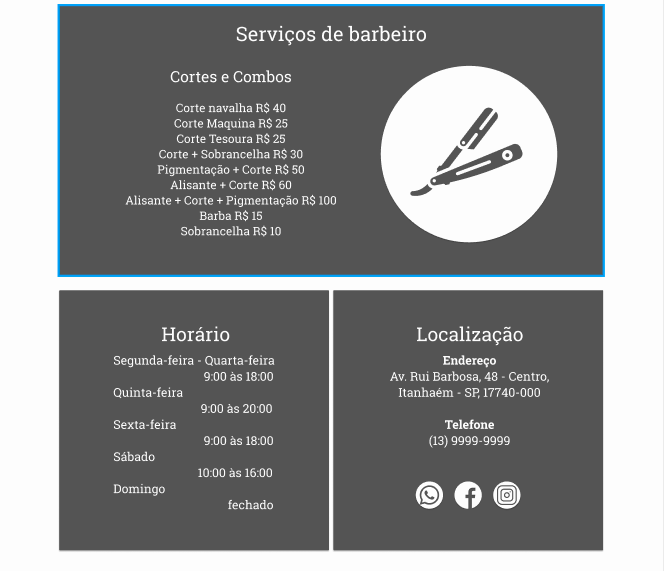 Serviços de barbeiro
Cortes e Combos
Corte navalha R$ 40
Corte Maquina R$ 25
Corte Tesoura R$ 25
Corte + Sobrancelha R$ 30
Pigmentação + Corte R$ 50
Alisante + Corte R$ 60
Alisante + Corte + Pigmentação R$ 100
Barba R$ 15
Sobrancelha R$ 10
Horário
Segunda-feira - Quarta-feira
9:00 às 18:00
Quinta-feira
9:00 às 20:00
Sexta-feira
9:00 às 18:00
Sábado
10:00 às 16:00
Domingo
fechado
Localização
Endereço
Av. Rui Barbosa, 48 - Centro,
Itanhaém - SP, 17740-000
Telefone
(13) 9999-9999